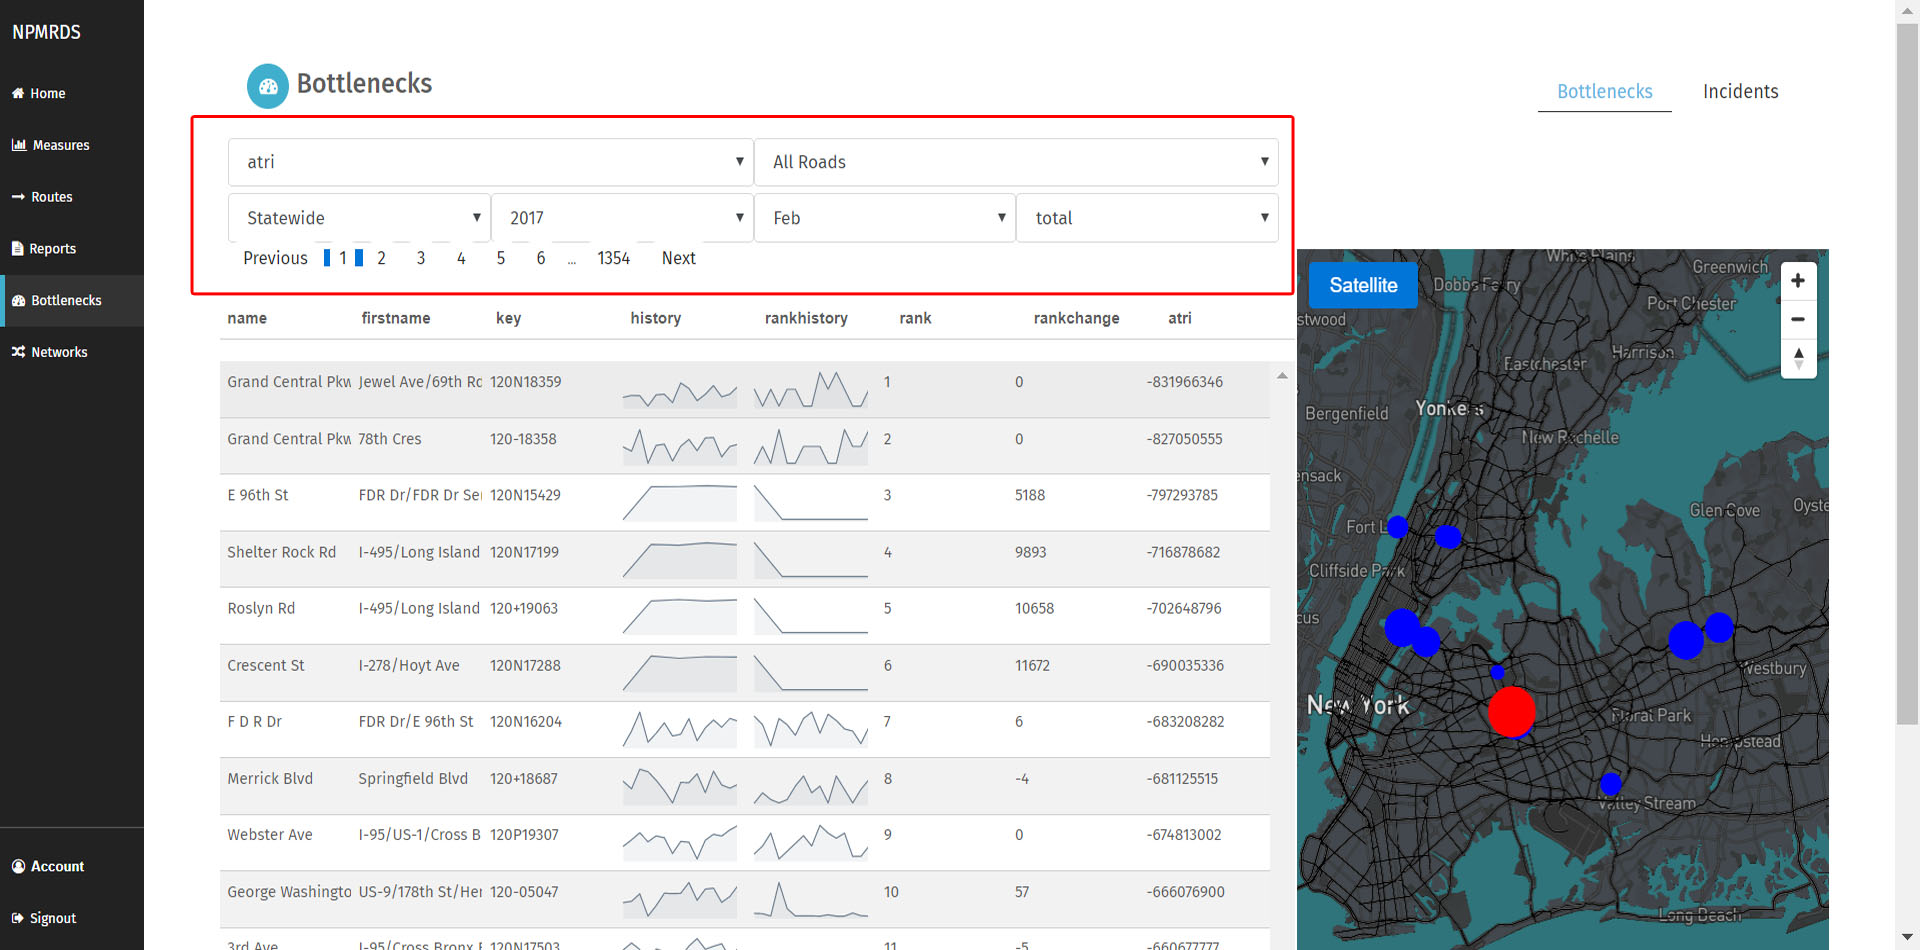 NPMRDS
Home
Measures
Routes
Reports
Bottlenecks
Networks
Account
Signout
Bottlenecks
Bottlenecks Incidents
atri All Roads
Statewide 2017 Feb total
Previous 1 2 3 4 5 6 ... 1354 Next
name firstname key history rankhistory rank rankchange atri
Grand Central Pkw Jewel Ave/69th Rd 120N18359 1 0 -831966346
Grand Central Pkw 78th Cres 120-18358 2 0 -827050555
E 96th St FDR Dr/FDR Dr Ser 120N15429 3 5188 -797293785
Shelter Rock Rd I-495/Long Island 120N17199 4 9893 -716878682
Roslyn Rd I-495/Long Island 120+19063 5 10658 -702648796
Crescent St I-278/Hoyt Ave 120N17288 6 11672 -690035336
F D R Dr FDR Dr/E 96th St 120N16204 7 6 -683208282
Merrick Blvd Springfield Blvd 120+18687 8 -4 -681125515
Webster Ave I-95/US-1/Cross B 120P19307 9 0 -674813002
George Washingto US-9/178th St/Her 120-05047 10 57 -666076900
3rd Ave I-95/Cross Bronx E 120N17503 11 -5 -660677777
Satellite
White Plains
Greenwich
Dobbs Ferry
Port Chester
stwood
Harrison
Eastchester
Bergenfield
Yonkers
New Rochelle
ensack
Glen Cove
Oyste
Fort L
Cliffside Park
cus
Westbury
New York
Floral Park
Hempstead
Valley Stream
Long Beach